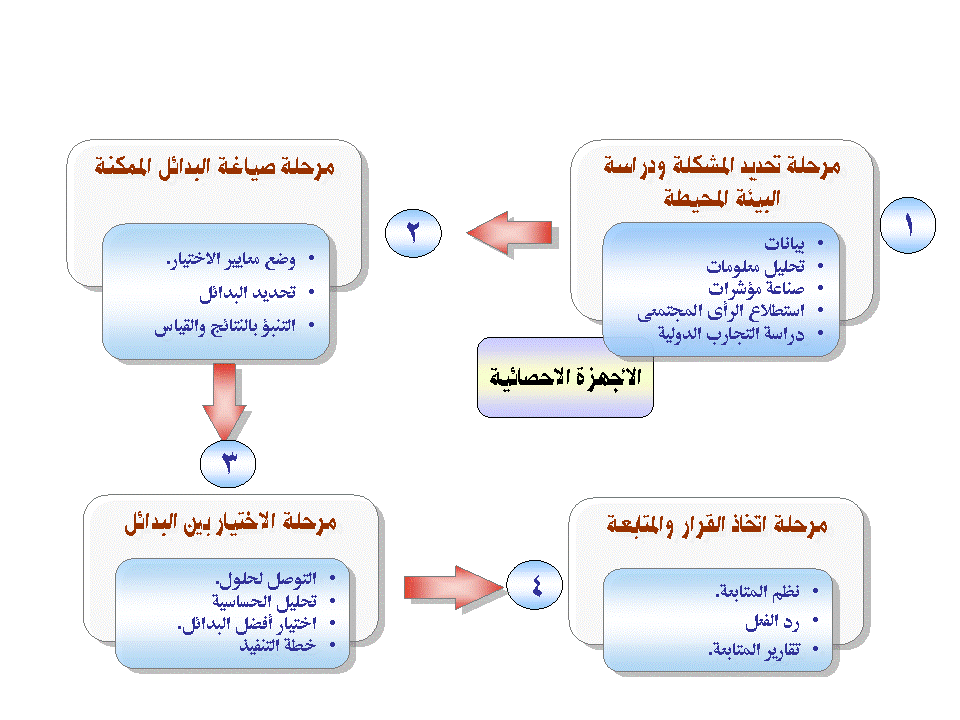 ١
مرحلة تحديد المشكلة ودراسة
البيئة المحيطة
• بيانات
• تحليل معلومات
• صناعة مؤشرات
• استطلاع الرأى المجتمعى
• دراسة التجارب الدولية
الأجهزة الاحصائية
٢
مرحلة صياغة البدائل الممكنة
• وضع معايير الاختيار.
• تحديد البدائل
• التنبؤ بالنتائج والقياس
٣
مرحلة الاختيار بين البدائل
• التوصل لحلول.
• تحليل الحساسية
• اختيار أفضل البدائل.
• خطة التنفيذ
٤
مرحلة اتخاذ القرار والمتابعة
• نظم المتابعة.
• رد الفعل
• تقارير المتابعة.